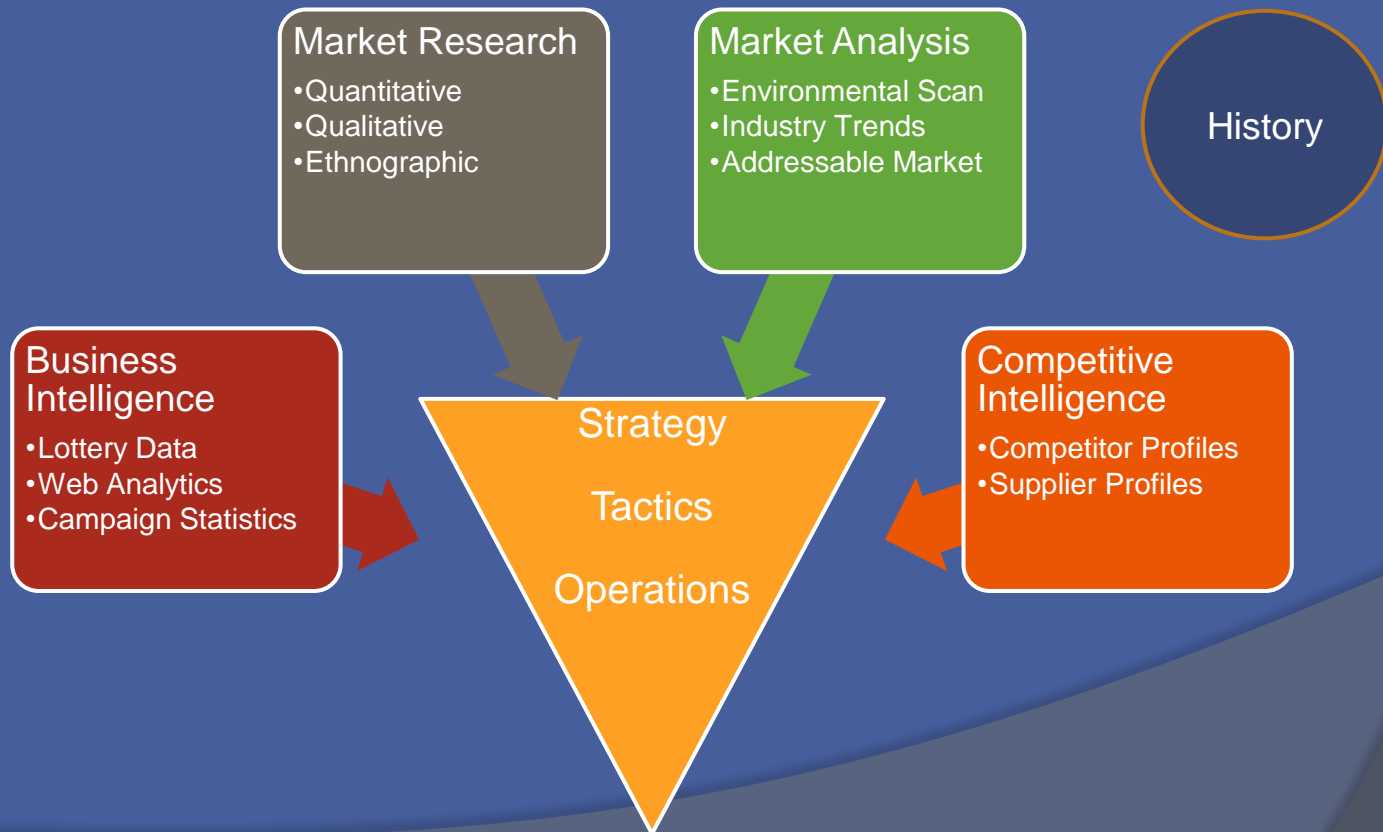 Market Research
•Quantitative
•Qualitative
•Ethnographic
Market Analysis
•Environmental Scan
•Industry Trends
•Addressable Market
History
Business
Intelligence
•Lottery Data
•Web Analytics
•Campaign Statistics
Strategy
Tactics
Operations
Competitive
Intelligence
•Competitor Profiles
•Supplier Profiles